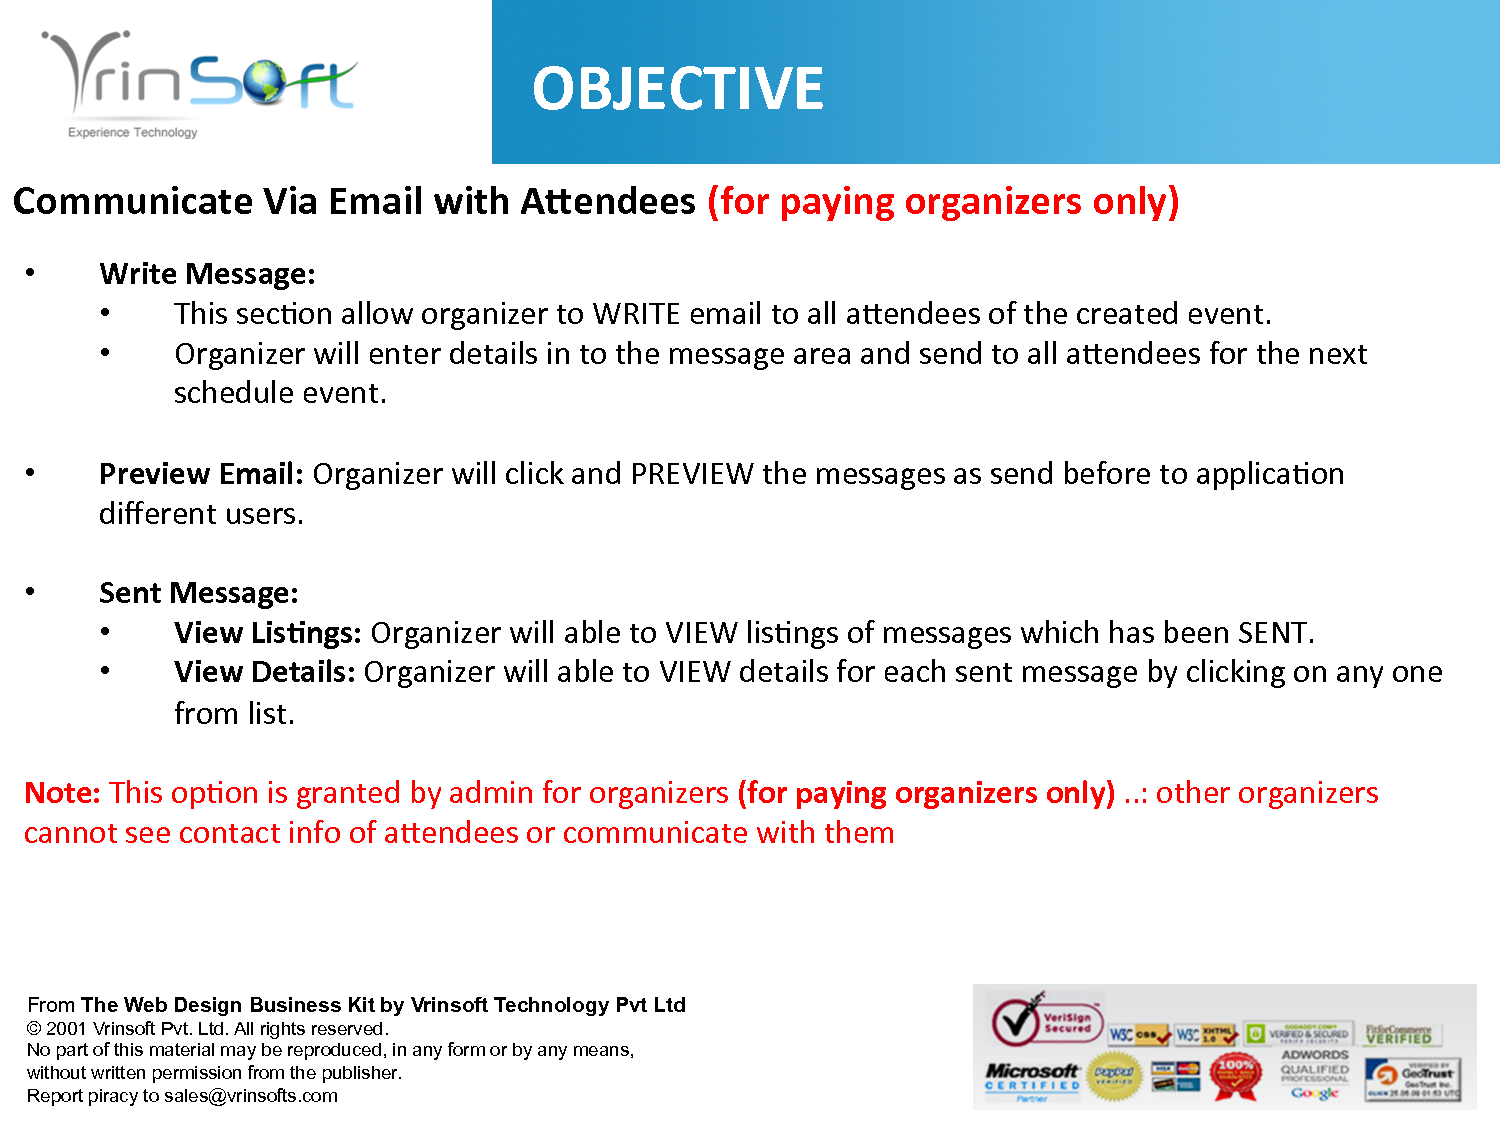 VrinSoft
Experience Technology
OBJECTIVE
Communicate Via Email with Attendees (for paying organizers only)
• Write Message:
• This section allow organizer to WRITE email to all attendees of the created event.
• Organizer will enter details in to the message area and send to all attendees for the next
schedule event.
• Preview Email: Organizer will click and PREVIEW the messages as send before to application
different users.
• Sent Message:
• View Listings: Organizer will able to VIEW listings of messages which has been SENT.
• View Details: Organizer will able to VIEW details for each sent message by clicking on any one
from list.
Note: This option is granted by admin for organizers (for paying organizers only) ..: other organizers
cannot see contact info of attendees or communicate with them
From The Web Design Business Kit by Vrinsoft Technology Pvt Ltd
© 2001 Vrinsoft Pvt. Ltd. All rights reserved.
No part of this material may be reproduced, in any form or by any means,
without written permission from the publisher.
Report piracy to sales@vrinsofts.com
VeriSign
Secured
W3C CSS
W3C XHTML 1.0
VERIFIED & SECURED
VERIFY SECURITY
FitforCommerce
VERIFIED
Microsoft
CERTIFIED
Partner
PayPal
VERIFIED
100%
ADWORDS
QUALIFIED
PROFESSIONAL
Google
VERIFIED BY
GeoTrust
GeoTrust Inc.